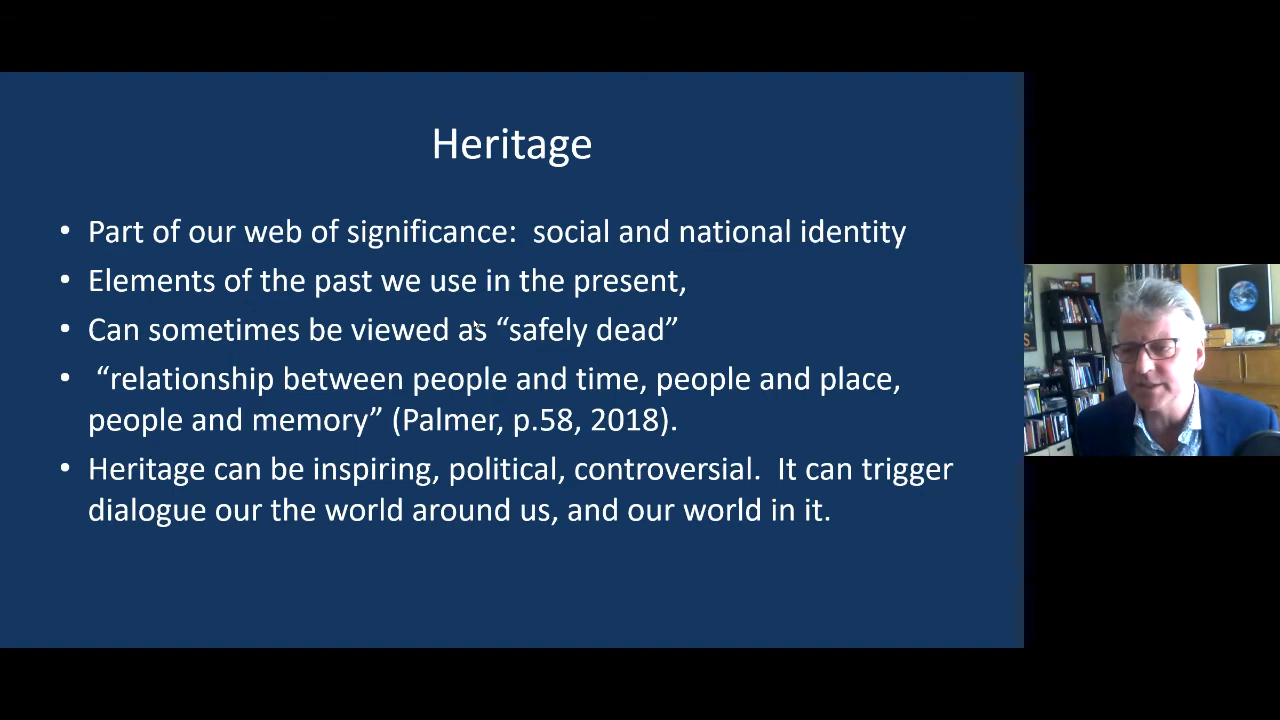 Heritage
• Part of our web of significance:  social and national identity
• Elements of the past we use in the present,
• Can sometimes be viewed as “safely dead”
•  “relationship between people and time, people and place,
people and memory” (Palmer, p.58, 2018).
• Heritage can be inspiring, political, controversial.  It can trigger
dialogue our the world around us, and our world in it.